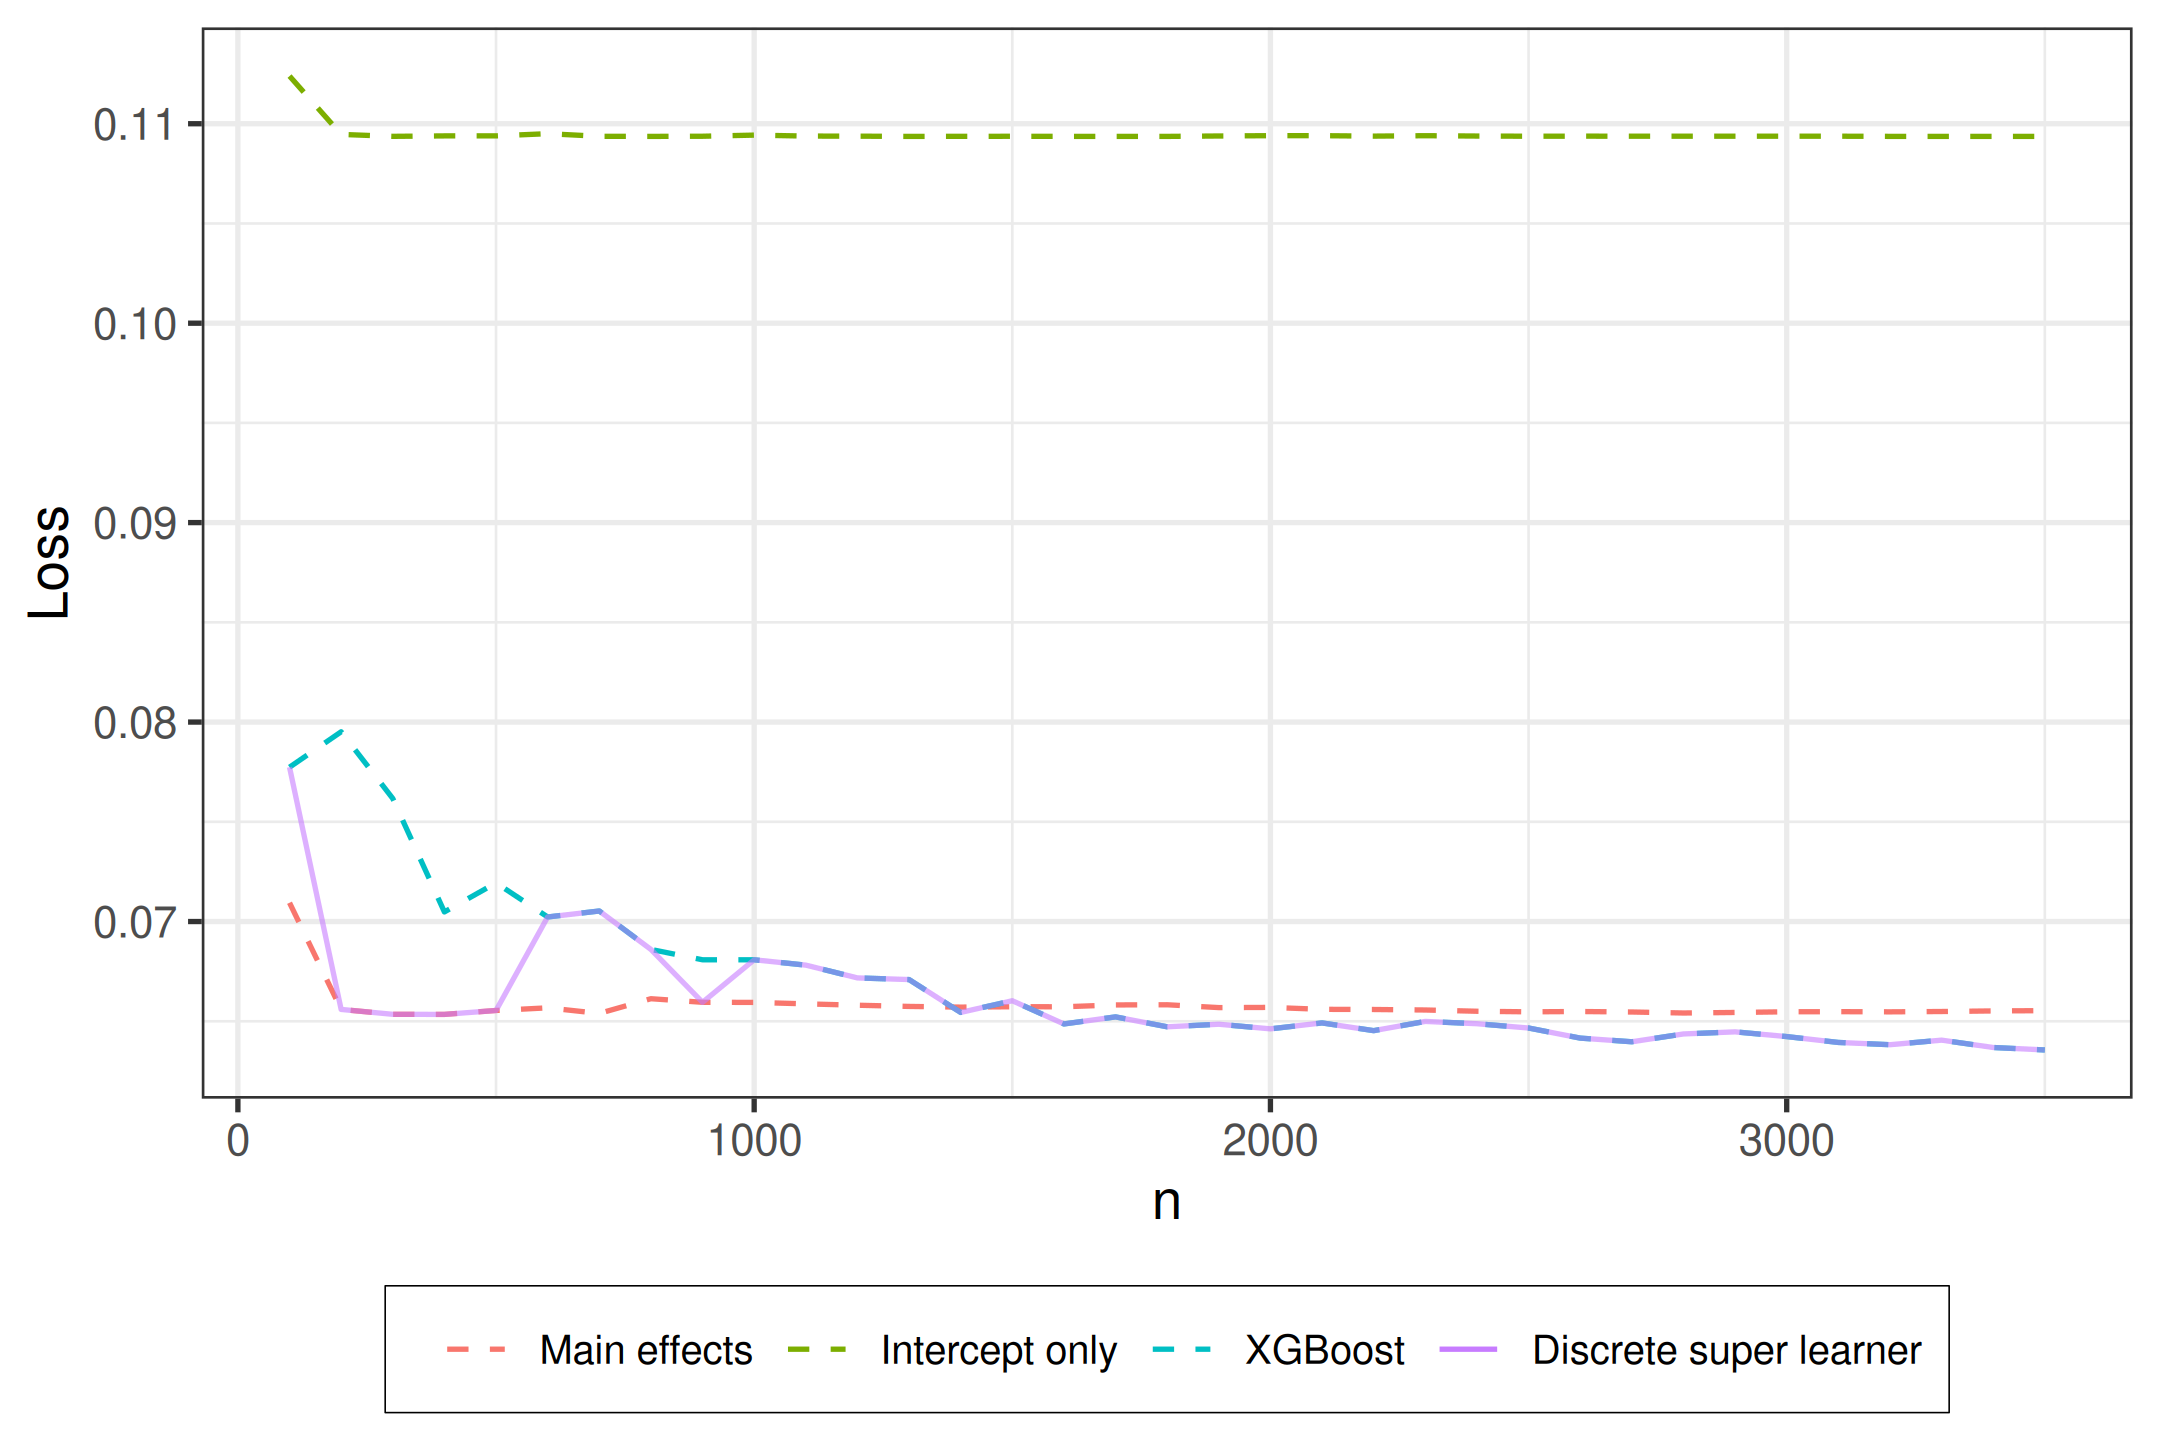 0.11
0.10
0.09
0.08
0.07
Loss
0 1000 2000 3000
n
Main effects Intercept only XGBoost Discrete super learner